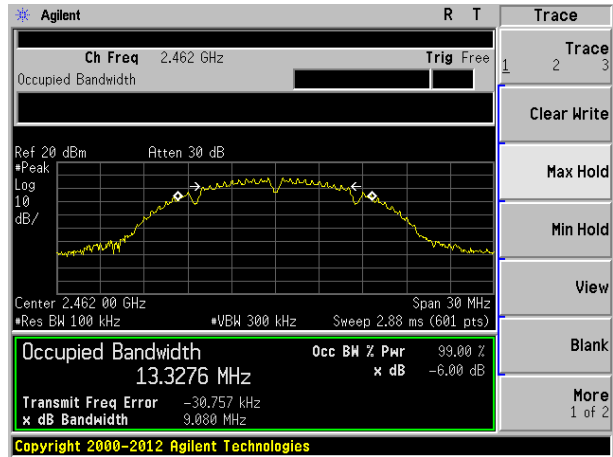 Agilent R T Trace
Ch Freq 2.462 GHz Trig Free
Occupied Bandwidth
Trace
1 2 3
Clear Write
Max Hold
Min Hold
View
Blank
More
1 of 2
Ref 20 dBm Atten 30 dB
#Peak
Log
10
dB/
Center 2.462 00 GHz Span 30 MHz
#Res BW 100 kHz #VBW 300 kHz Sweep 2.88 ms (601 pts)
Occupied Bandwidth Occ BW % Pwr 99.00 %
13.3276 MHz x dB -6.00 dB
Transmit Freq Error -30.757 kHz
x dB Bandwidth 9.080 MHz
Copyright 2000-2012 Agilent Technologies